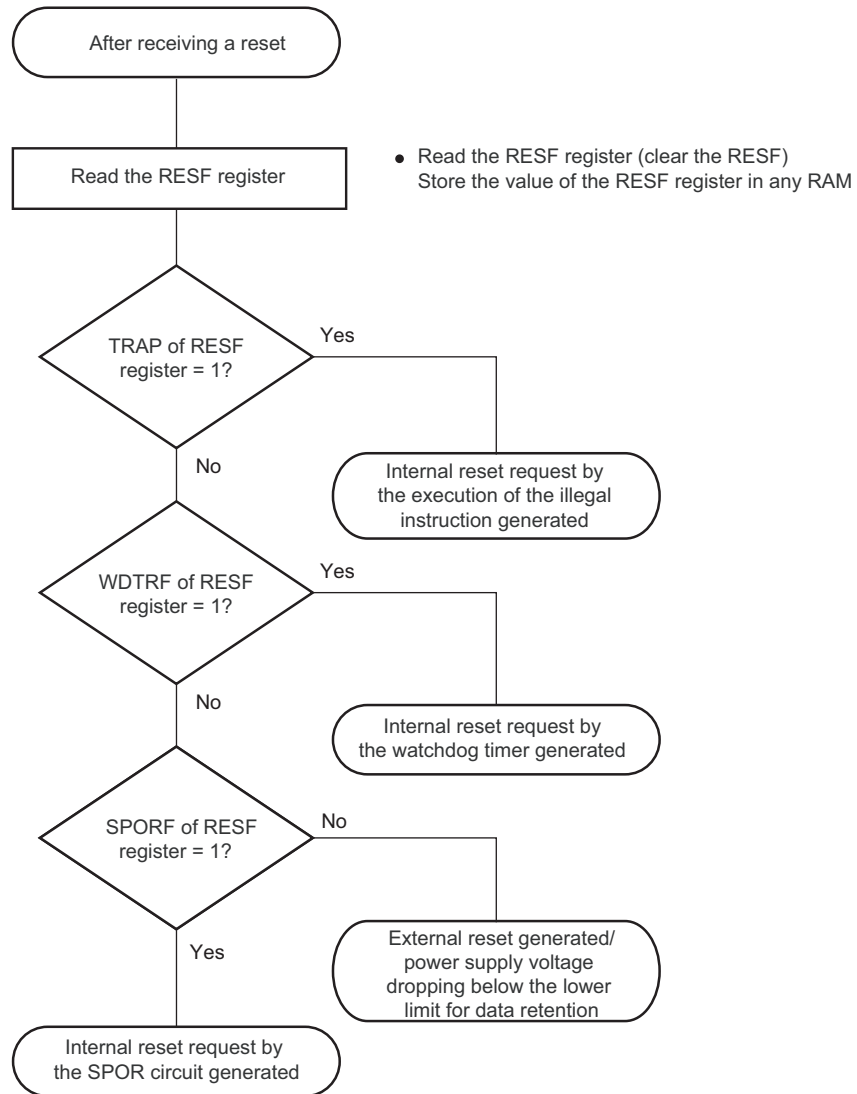 After receiving a reset
Read the RESF register
● Read the RESF register (clear the RESF)
Store the value of the RESF register in any RAM
TRAP of RESF
register = 1?
Yes
No
Internal reset request by
the execution of the illegal
instruction generated
WDTRF of RESF
register = 1?
Yes
No
Internal reset request by
the watchdog timer generated
SPORF of RESF
register = 1?
No
Yes
External reset generated/
power supply voltage
dropping below the lower
limit for data retention
Internal reset request by
the SPOR circuit generated